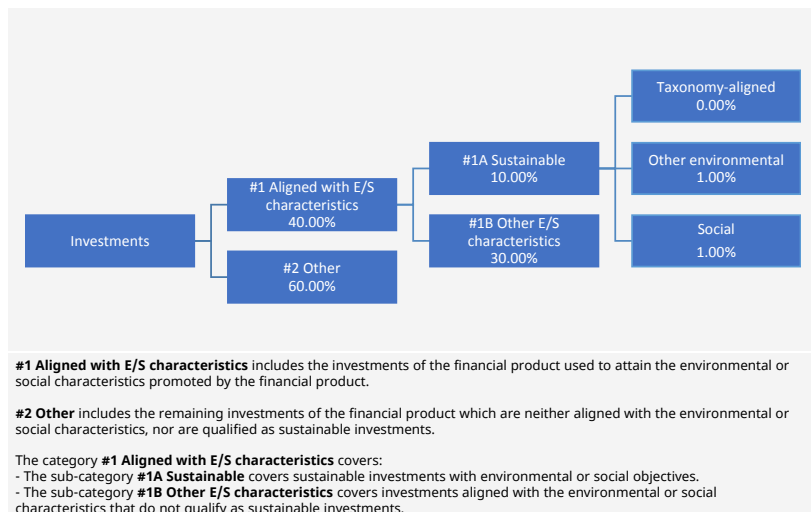 Taxonomy-aligned
0.00%
#1A Sustainable
10.00%
Other environmental
1.00%
#1 Aligned with E/S
characteristics
40.00%
#1B Other E/S
characteristics
30.00%
Social
1.00%
Investments
#2 Other
60.00%
#1 Aligned with E/S characteristics includes the investments of the financial product used to attain the environmental or
social characteristics promoted by the financial product.
#2 Other includes the remaining investments of the financial product which are neither aligned with the environmental or
social characteristics, nor are qualified as sustainable investments.
The category #1 Aligned with E/S characteristics covers:
- The sub-category #1A Sustainable covers sustainable investments with environmental or social objectives.
- The sub-category #1B Other E/S characteristics covers investments aligned with the environmental or social
characteristics that do not qualify as sustainable investments.